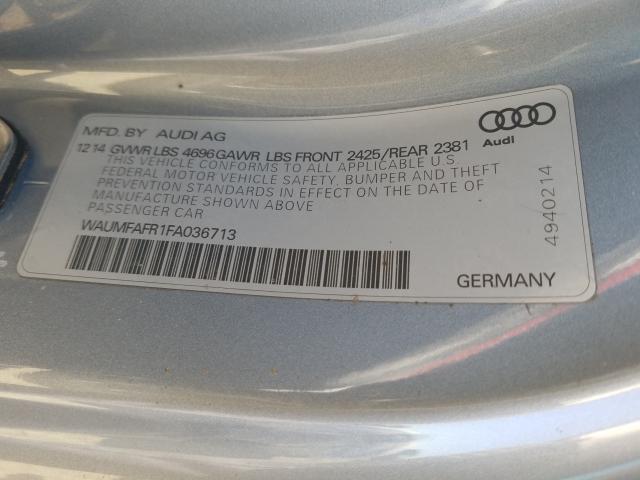 MFD. BY AUDI AG
12 14 GVWR LBS 4696 GAWR LBS FRONT 2425/REAR 2381
THIS VEHICLE CONFORMS TO ALL APPLICABLE U.S.
FEDERAL MOTOR VEHICLE SAFETY, BUMPER AND THEFT
PREVENTION STANDARDS IN EFFECT ON THE DATE OF
MANUFACTURE SHOWN ABOVE
PASSENGER CAR
WAUMFAFR1FA036713
Audi
4940214
GERMANY